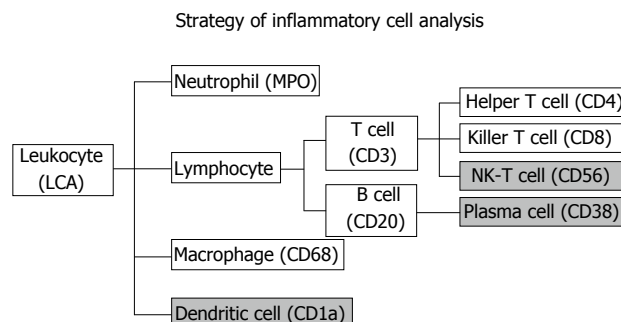 Strategy of inflammatory cell analysis
Neutrophil (MPO)
Helper T cell (CD4)
T cell
(CD3)
Killer T cell (CD8)
Leukocyte
(LCA)
Lymphocyte
NK-T cell (CD56)
B cell
(CD20)
Plasma cell (CD38)
Macrophage (CD68)
Dendritic cell (CD1a)